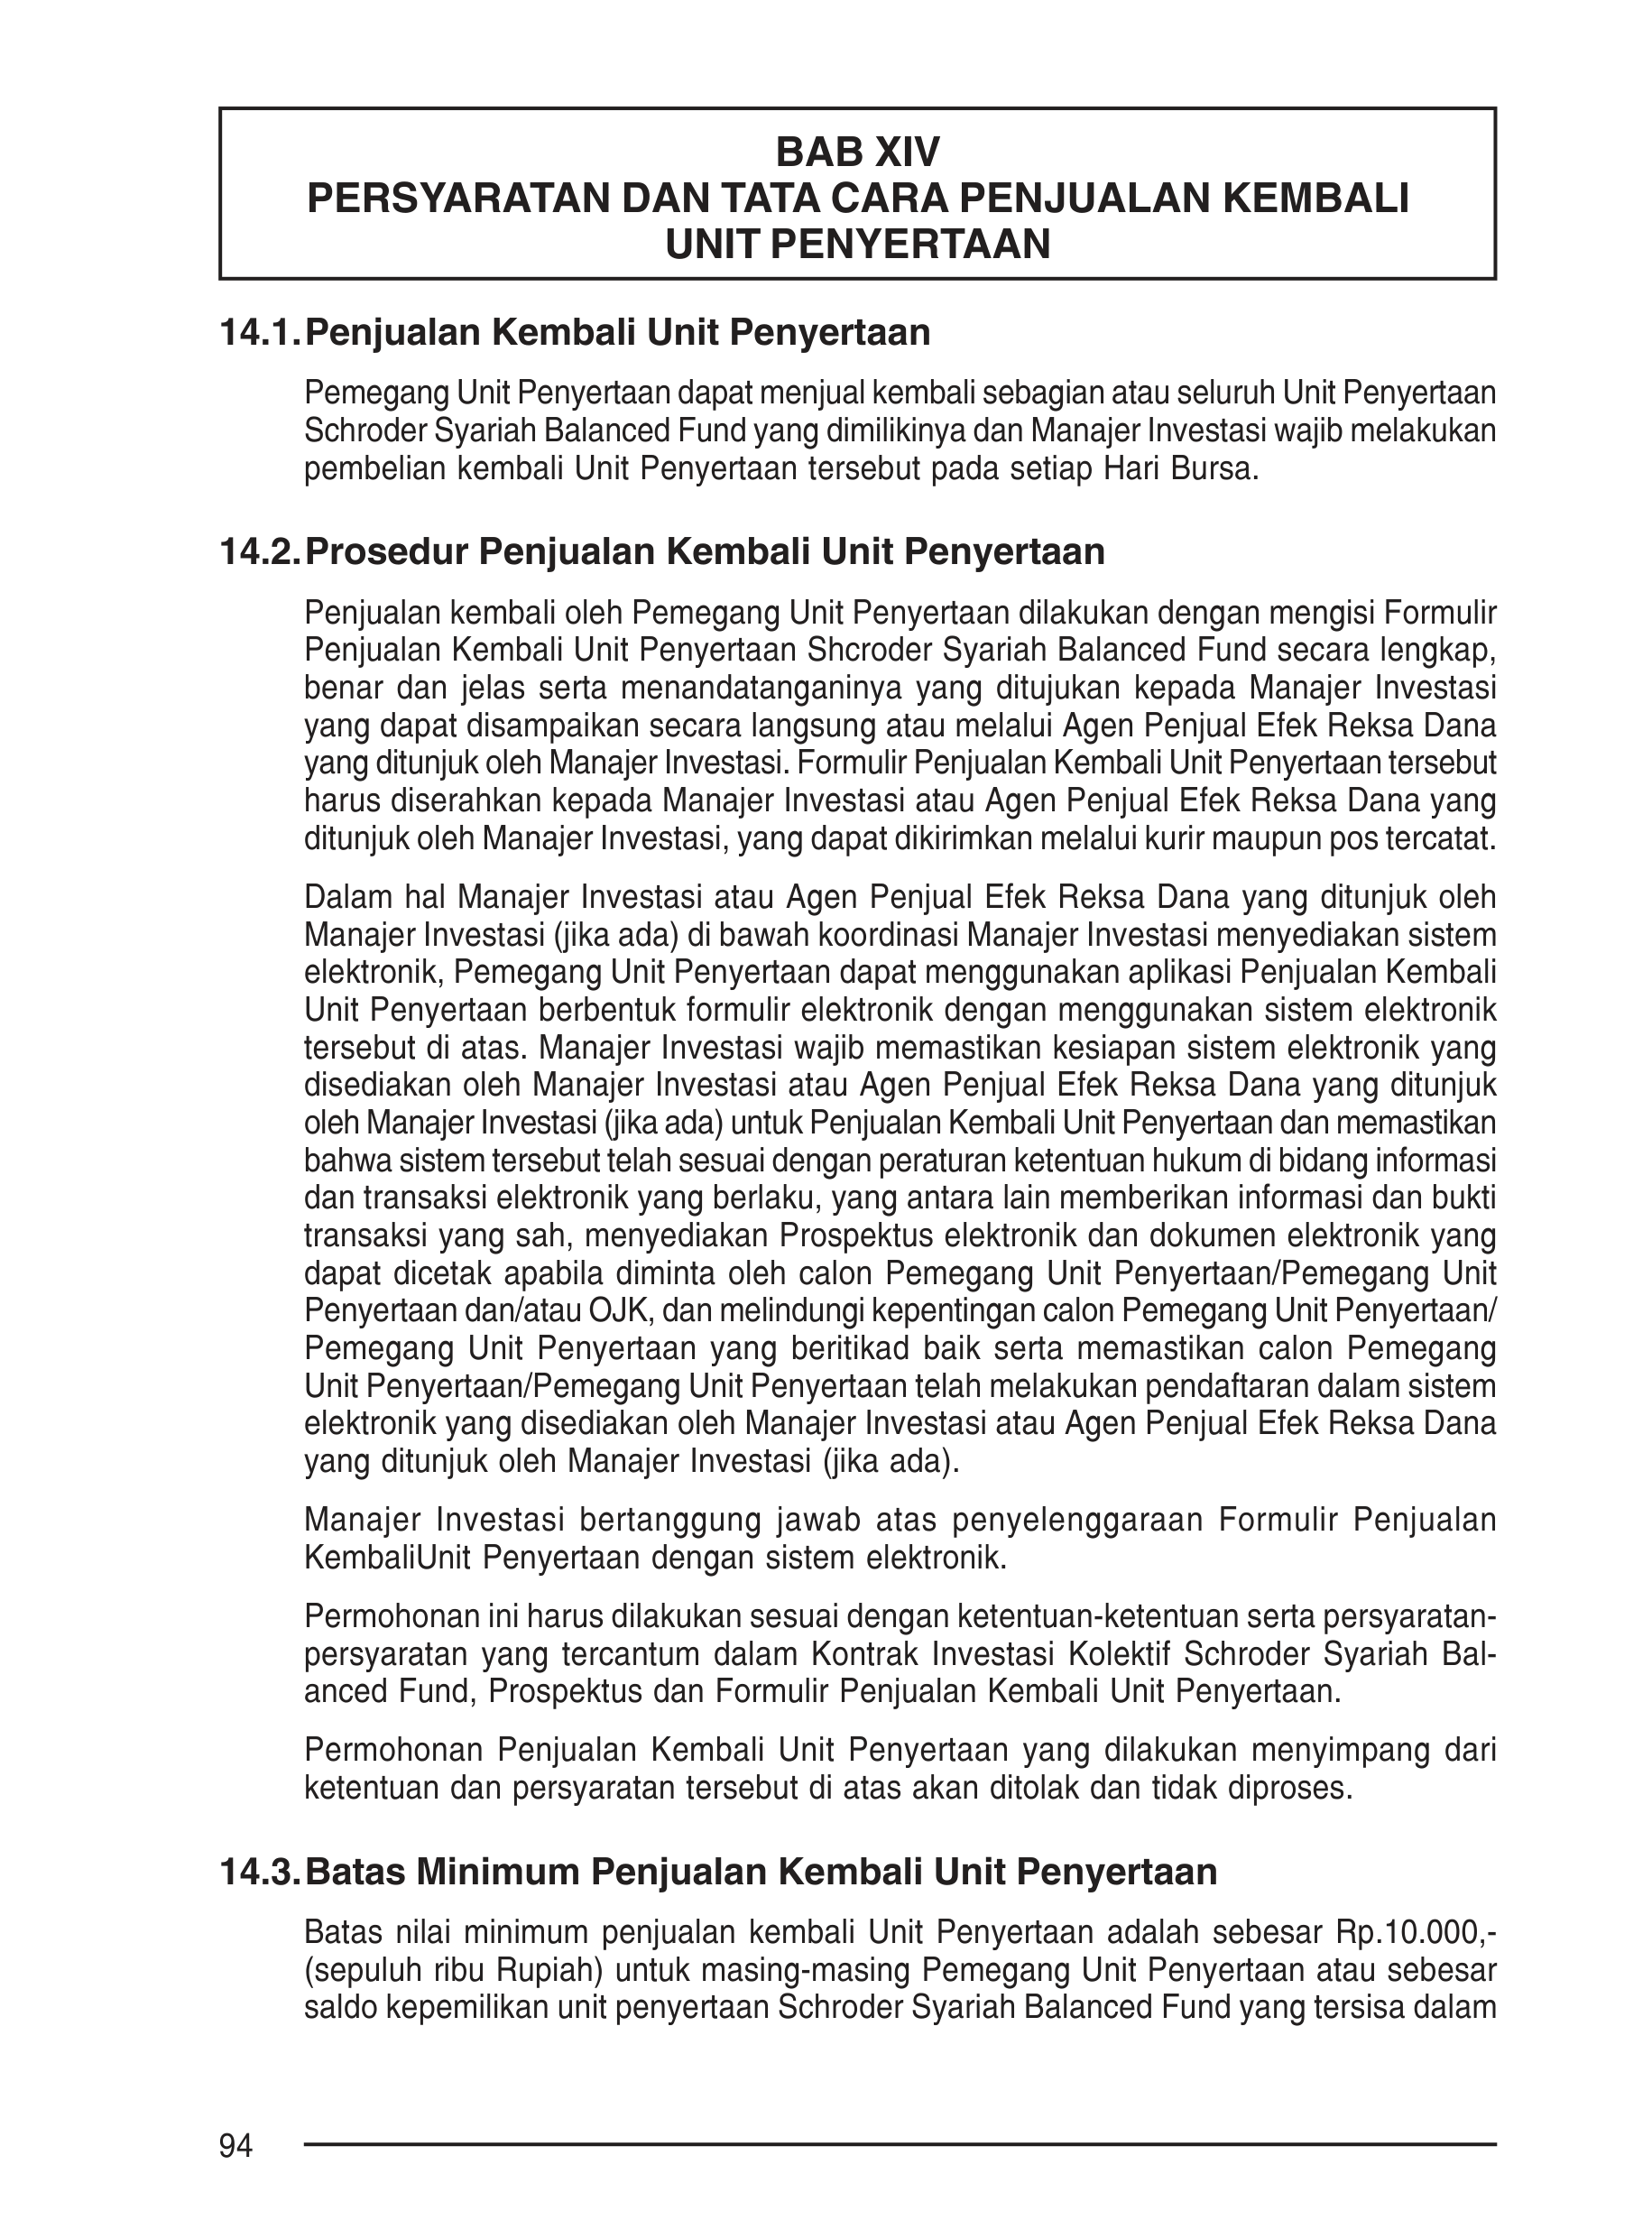 BAB XIV
PERSYARATAN DAN TATA CARA PENJUALAN KEMBALI
UNIT PENYERTAAN
14.1. Penjualan Kembali Unit Penyertaan
Pemegang Unit Penyertaan dapat menjual kembali sebagian atau seluruh Unit Penyertaan
Schroder Syariah Balanced Fund yang dimilikinya dan Manajer Investasi wajib melakukan
pembelian kembali Unit Penyertaan tersebut pada setiap Hari Bursa.
14.2. Prosedur Penjualan Kembali Unit Penyertaan
Penjualan kembali oleh Pemegang Unit Penyertaan dilakukan dengan mengisi Formulir
Penjualan Kembali Unit Penyertaan Shcroder Syariah Balanced Fund secara lengkap,
benar dan jelas serta menandatanganinya yang ditujukan kepada Manajer Investasi
yang dapat disampaikan secara langsung atau melalui Agen Penjual Efek Reksa Dana
yang ditunjuk oleh Manajer Investasi. Formulir Penjualan Kembali Unit Penyertaan tersebut
harus diserahkan kepada Manajer Investasi atau Agen Penjual Efek Reksa Dana yang
ditunjuk oleh Manajer Investasi, yang dapat dikirimkan melalui kurir maupun pos tercatat.
Dalam hal Manajer Investasi atau Agen Penjual Efek Reksa Dana yang ditunjuk oleh
Manajer Investasi (jika ada) di bawah koordinasi Manajer Investasi menyediakan sistem
elektronik, Pemegang Unit Penyertaan dapat menggunakan aplikasi Penjualan Kembali
Unit Penyertaan berbentuk formulir elektronik dengan menggunakan sistem elektronik
tersebut di atas. Manajer Investasi wajib memastikan kesiapan sistem elektronik yang
disediakan oleh Manajer Investasi atau Agen Penjual Efek Reksa Dana yang ditunjuk
oleh Manajer Investasi (jika ada) untuk Penjualan Kembali Unit Penyertaan dan memastikan
bahwa sistem tersebut telah sesuai dengan peraturan ketentuan hukum di bidang informasi
dan transaksi elektronik yang berlaku, yang antara lain memberikan informasi dan bukti
transaksi yang sah, menyediakan Prospektus elektronik dan dokumen elektronik yang
dapat dicetak apabila diminta oleh calon Pemegang Unit Penyertaan/Pemegang Unit
Penyertaan dan/atau OJK, dan melindungi kepentingan calon Pemegang Unit Penyertaan/
Pemegang Unit Penyertaan yang beritikad baik serta memastikan calon Pemegang
Unit Penyertaan/Pemegang Unit Penyertaan telah melakukan pendaftaran dalam sistem
elektronik yang disediakan oleh Manajer Investasi atau Agen Penjual Efek Reksa Dana
yang ditunjuk oleh Manajer Investasi (jika ada).
Manajer Investasi bertanggung jawab atas penyelenggaraan Formulir Penjualan
KembaliUnit Penyertaan dengan sistem elektronik.
Permohonan ini harus dilakukan sesuai dengan ketentuan-ketentuan serta persyaratan-
persyaratan yang tercantum dalam Kontrak Investasi Kolektif Schroder Syariah Bal-
anced Fund, Prospektus dan Formulir Penjualan Kembali Unit Penyertaan.
Permohonan Penjualan Kembali Unit Penyertaan yang dilakukan menyimpang dari
ketentuan dan persyaratan tersebut di atas akan ditolak dan tidak diproses.
14.3. Batas Minimum Penjualan Kembali Unit Penyertaan
Batas nilai minimum penjualan kembali Unit Penyertaan adalah sebesar Rp.10.000,-
(sepuluh ribu Rupiah) untuk masing-masing Pemegang Unit Penyertaan atau sebesar
saldo kepemilikan unit penyertaan Schroder Syariah Balanced Fund yang tersisa dalam
94